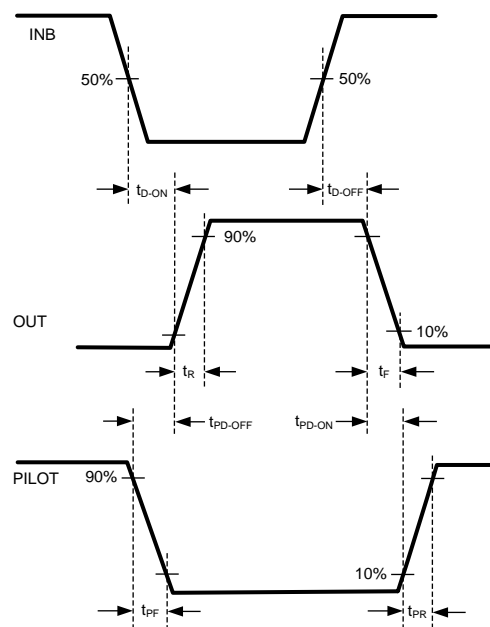 INB
50%
50%
tD-ON
tD-OFF
90%
OUT
10%
tR
tF
tPD-OFF
tPD-ON
PILOT
90%
10%
tPF
tPR